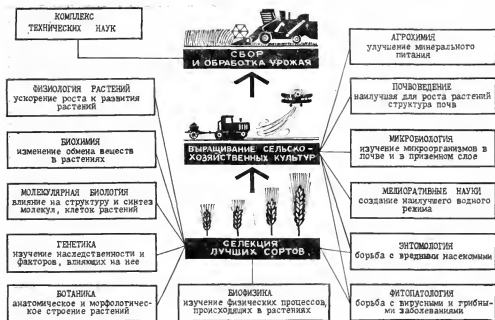 КОМПЛЕКС
ТЕХНИЧЕСКИХ НАУК
СБОР
И ОБРАБОТКА УРОЖАЯ
АГРОХИМИЯ
улучшение минерального
питания
ФИЗИОЛОГИЯ РАСТЕНИЙ
ускорение роста и развития
растений
ПОЧВОВЕДЕНИЕ
наилучшая для роста растений
структура почв
БИОХИМИЯ
изменение обмена веществ
в растениях
ВЫРАЩИВАНИЕ СЕЛЬСКО-
ХОЗЯЙСТВЕННЫХ КУЛЬТУР
МИКРОБИОЛОГИЯ
изучение микроорганизмов в
почве и в приземном слое
МОЛЕКУЛЯРНАЯ БИОЛОГИЯ
влияние на структуру и синтез
молекул, клеток растений
МЕЛИОРАТИВНЫЕ НАУКИ
создание наилучшего водного
режима
ГЕНЕТИКА
изучение наследственности и
факторов, влияющих на нее
СЕЛЕКЦИЯ
ЛУЧШИХ СОРТОВ
ЭНТОМОЛОГИЯ
борьба с вредными насекомыми
БОТАНИКА
анатомическое и морфологичес-
кое строение растений
БИОФИЗИКА
изучение физических процессов,
происходящих в растениях
ФИТОПАТОЛОГИЯ
борьба с вирусными и грибны-
ми заболеваниями